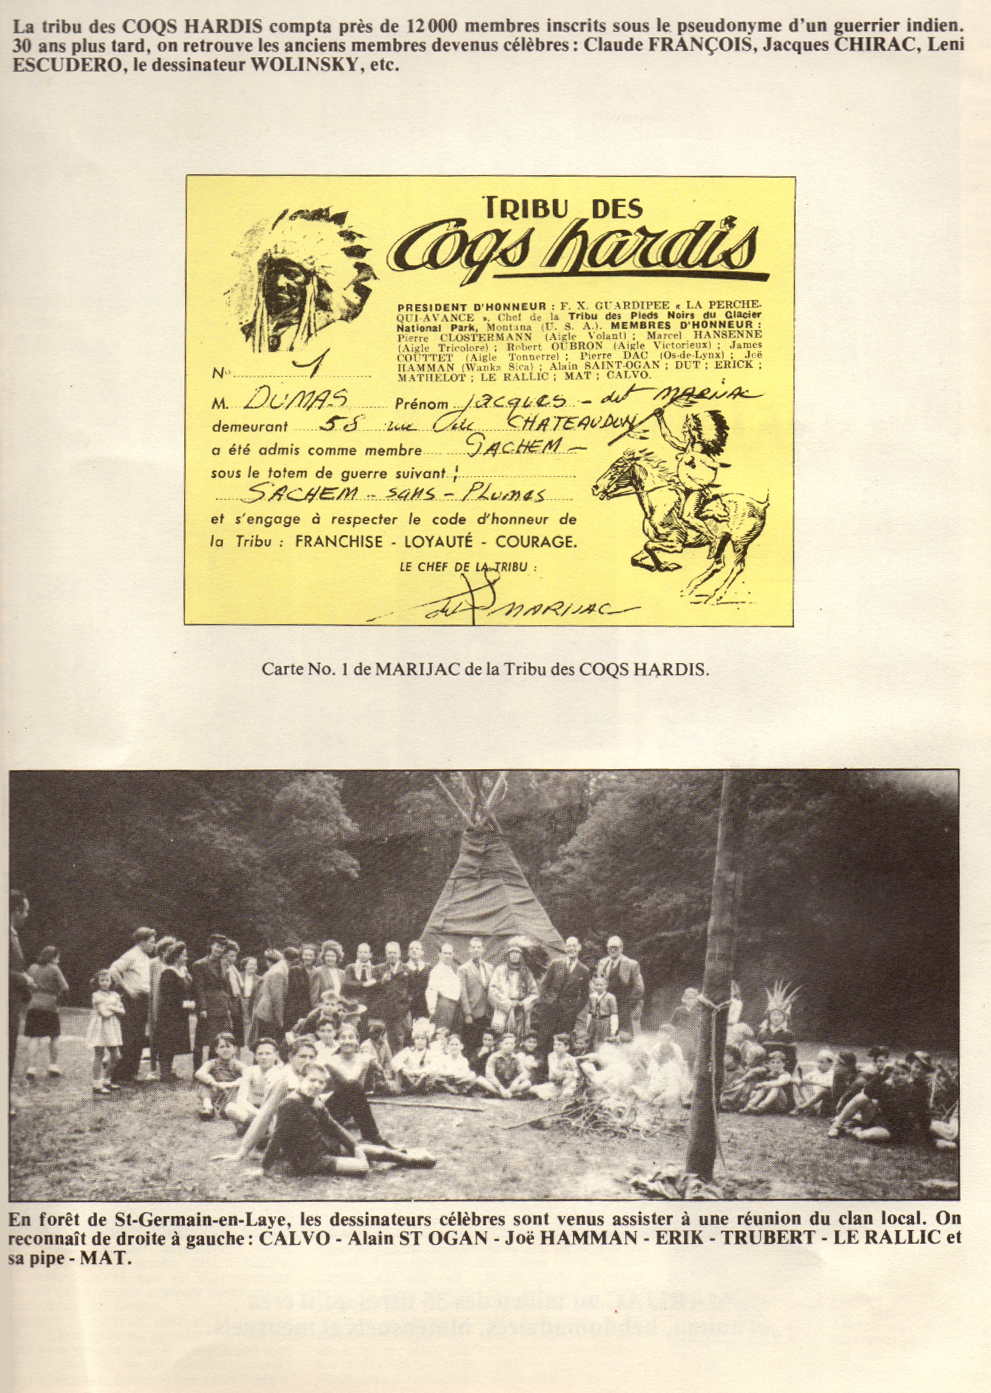 La tribu des COQS HARDIS compta près de 12 000 membres inscrits sous le pseudonyme d'un guerrier indien.
30 ans plus tard, on retrouve les anciens membres devenus célèbres : Claude FRANÇOIS, Jacques CHIRAC, Leni
ESCUDERO, le dessinateur WOLINSKY, etc.
TRIBU DES
Coqs hardis
PRESIDENT D'HONNEUR : F. X. GUARDIPEE « LA PERCHE-
QUI-AVANCE ». Chef de la Tribu des Pieds Noirs du Glacier
National Park, Montana (U. S. A.). MEMBRES D'HONNEUR :
Pierre CLOSTERMANN (Aigle Volant) ; Marcel HANSENNE
(Aigle Tricolore) ; Robert OUBRON (Aigle Victorieux) ; James
COUTTET (Aigle Tonnerre) ; Pierre DAC (Os-de-Lynx) ; Joë
HAMMAN (Wanka Sica) ; Alain SAINT-OGAN ; DUT ; ERICK ;
MATHELOT ; LE RALLIC ; MAT ; CALVO.
No 1
M. DUMAS Prénom jacques - dit MARIJAC
demeurant 58 rue de CHATEAUDUN
a été admis comme membre SACHEM -
sous le totem de guerre suivant :
SACHEM - sans - Plumes
et s'engage à respecter le code d'honneur de
la Tribu : FRANCHISE - LOYAUTÉ - COURAGE.
LE CHEF DE LA TRIBU :
dit MARIJAC
Carte No. 1 de MARIJAC de la Tribu des COQS HARDIS.
En forêt de St-Germain-en-Laye, les dessinateurs célèbres sont venus assister à une réunion du clan local. On
reconnaît de droite à gauche : CALVO - Alain ST OGAN - Joë HAMMAN - ERIK - TRUBERT - LE RALLIC et
sa pipe - MAT.